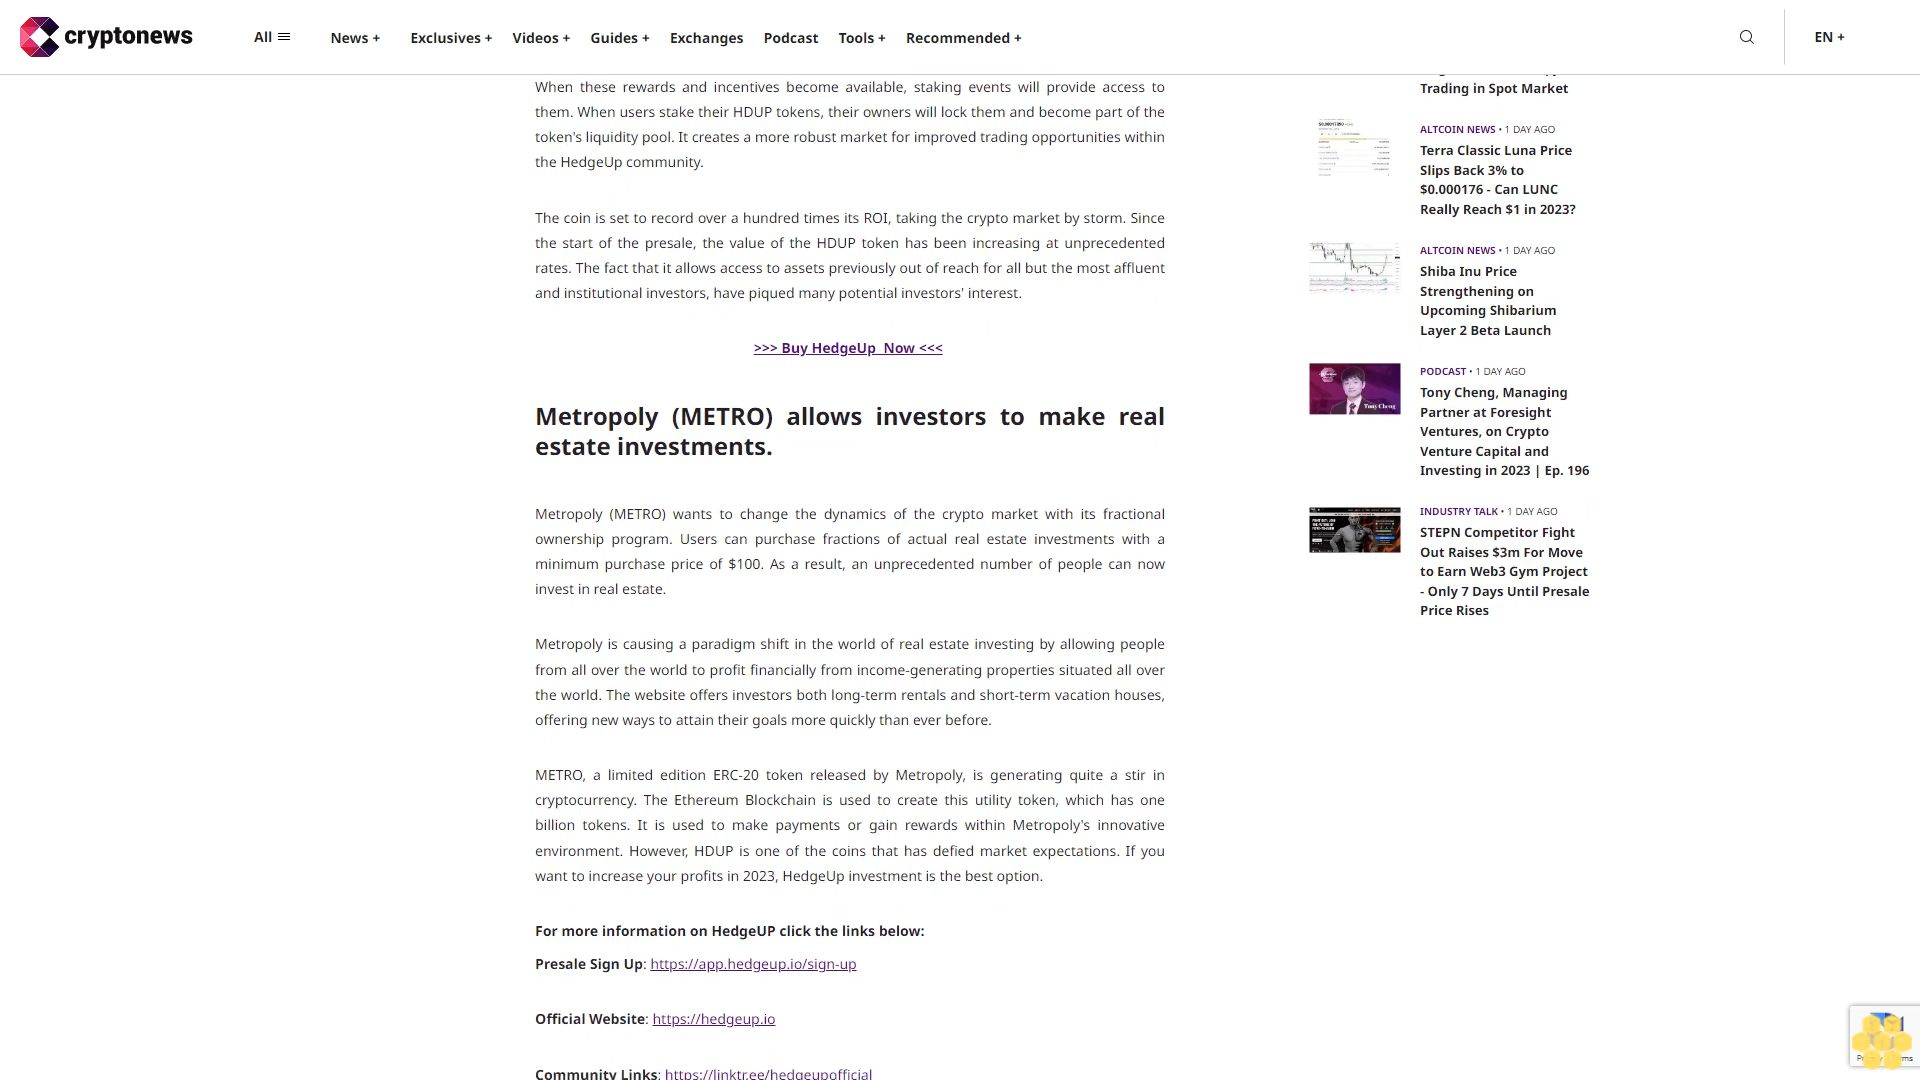 cryptonews
All
News +
Exclusives +
Videos +
Guides +
Exchanges
Podcast
Tools +
Recommended +
EN +
When these rewards and incentives become available, staking events will provide access to
them. When users stake their HDUP tokens, their owners will lock them and become part of the
token's liquidity pool. It creates a more robust market for improved trading opportunities within
the HedgeUp community.
The coin is set to record over a hundred times its ROI, taking the crypto market by storm. Since
the start of the presale, the value of the HDUP token has been increasing at unprecedented
rates. The fact that it allows access to assets previously out of reach for all but the most affluent
and institutional investors, have piqued many potential investors' interest.
>>> Buy HedgeUp Now <<<
Metropoly (METRO) allows investors to make real
estate investments.
Metropoly (METRO) wants to change the dynamics of the crypto market with its fractional
ownership program. Users can purchase fractions of actual real estate investments with a
minimum purchase price of $100. As a result, an unprecedented number of people can now
invest in real estate.
Metropoly is causing a paradigm shift in the world of real estate investing by allowing people
from all over the world to profit financially from income-generating properties situated all over
the world. The website offers investors both long-term rentals and short-term vacation houses,
offering new ways to attain their goals more quickly than ever before.
METRO, a limited edition ERC-20 token released by Metropoly, is generating quite a stir in
cryptocurrency. The Ethereum Blockchain is used to create this utility token, which has one
billion tokens. It is used to make payments or gain rewards within Metropoly's innovative
environment. However, HDUP is one of the coins that has defied market expectations. If you
want to increase your profits in 2023, HedgeUp investment is the best option.
For more information on HedgeUP click the links below:
Presale Sign Up: https://app.hedgeup.io/sign-up
Official Website: https://hedgeup.io
Community Links: https://linktr.ee/hedgeupofficial
Trading in Spot Market
ALTCOIN NEWS • 1 DAY AGO
Terra Classic Luna Price
Slips Back 3% to
$0.000176 - Can LUNC
Really Reach $1 in 2023?
ALTCOIN NEWS • 1 DAY AGO
Shiba Inu Price
Strengthening on
Upcoming Shibarium
Layer 2 Beta Launch
PODCAST • 1 DAY AGO
Tony Cheng, Managing
Partner at Foresight
Ventures, on Crypto
Venture Capital and
Investing in 2023 | Ep. 196
Tony Cheng
INDUSTRY TALK • 1 DAY AGO
STEPN Competitor Fight
Out Raises $3m For Move
to Earn Web3 Gym Project
- Only 7 Days Until Presale
Price Rises